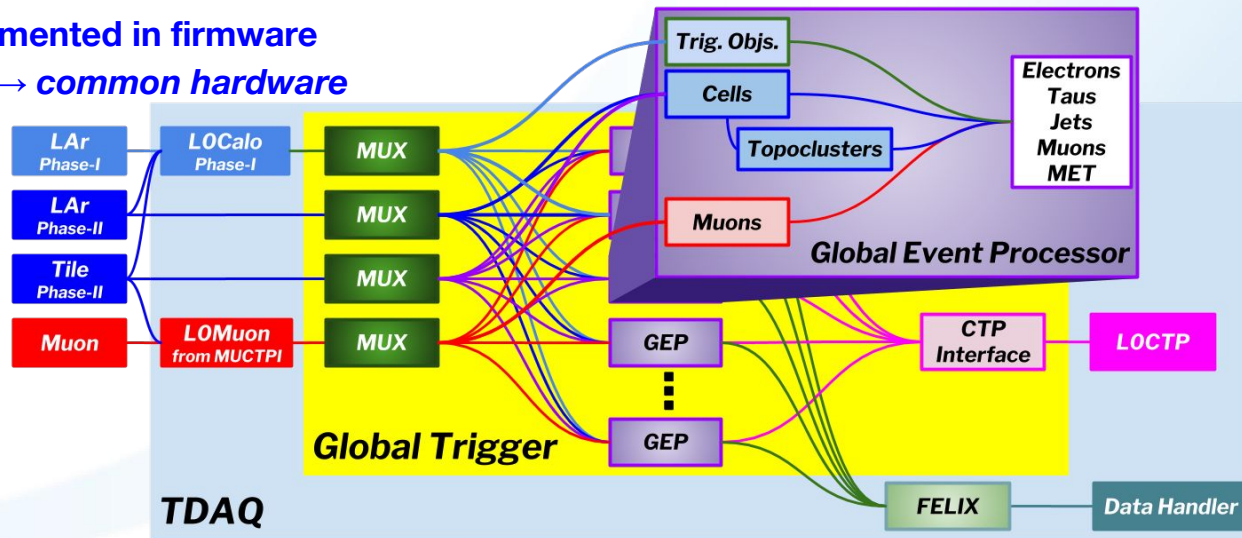 mented in firmware
→ common hardware
LAr
Phase-I
LAr
Phase-II
Tile
Phase-II
Muon
L0Calo
Phase-I
L0Muon
from MUCTPI
MUX
MUX
MUX
MUX
Global Trigger
TDAQ
Trig. Objs.
Cells
Topoclusters
Muons
Electrons
Taus
Jets
Muons
MET
Global Event Processor
GEP
GEP
CTP
Interface
L0CTP
FELIX
Data Handler